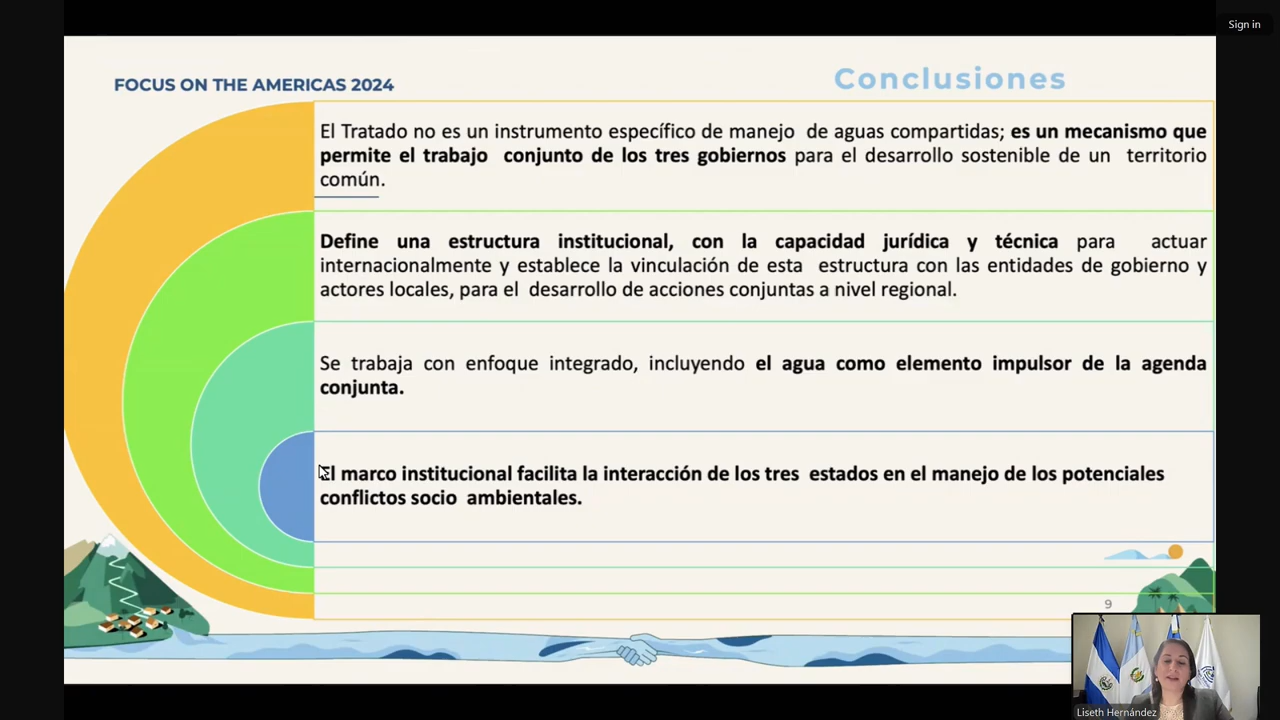 Sign in
FOCUS ON THE AMERICAS 2024
Conclusiones
El Tratado no es un instrumento específico de manejo de aguas compartidas; es un mecanismo que
permite el trabajo conjunto de los tres gobiernos para el desarrollo sostenible de un territorio
común.
Define una estructura institucional, con la capacidad jurídica y técnica para actuar
internacionalmente y establece la vinculación de esta estructura con las entidades de gobierno y
actores locales, para el desarrollo de acciones conjuntas a nivel regional.
Se trabaja con enfoque integrado, incluyendo el agua como elemento impulsor de la agenda
conjunta.
El marco institucional facilita la interacción de los tres estados en el manejo de los potenciales
conflictos socio ambientales.
9
Liseth Hernández